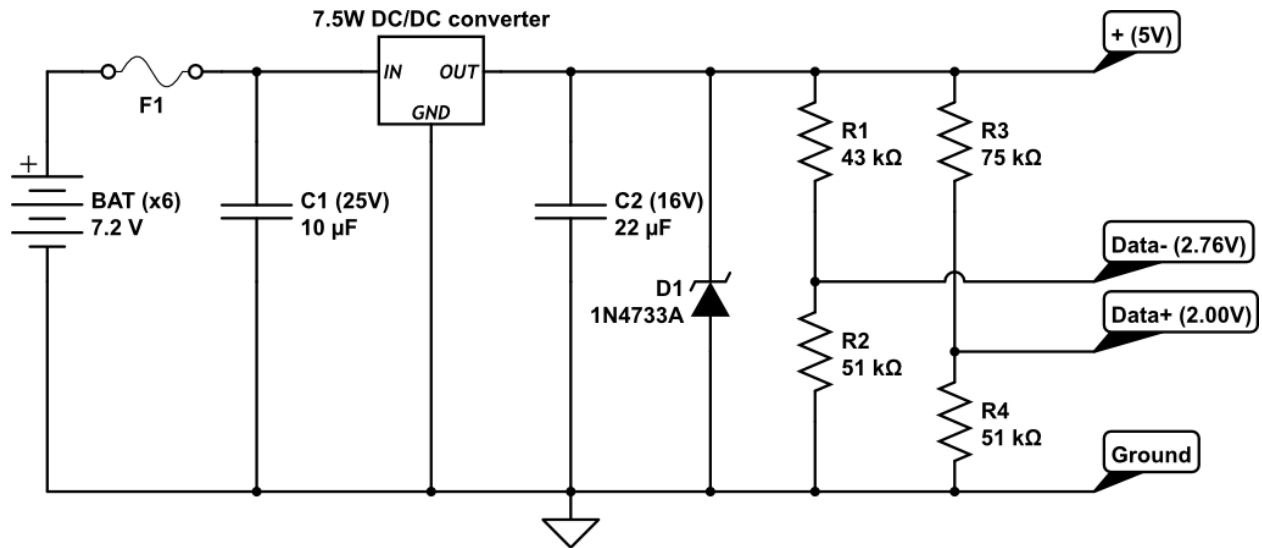 7.5W DC/DC converter
+ (5V)
IN
OUT
GND
F1
+
BAT (x6)
7.2 V
C1 (25V)
10 µF
C2 (16V)
22 µF
D1
1N4733A
R1
43 kΩ
R3
75 kΩ
R2
51 kΩ
R4
51 kΩ
Data- (2.76V)
Data+ (2.00V)
Ground